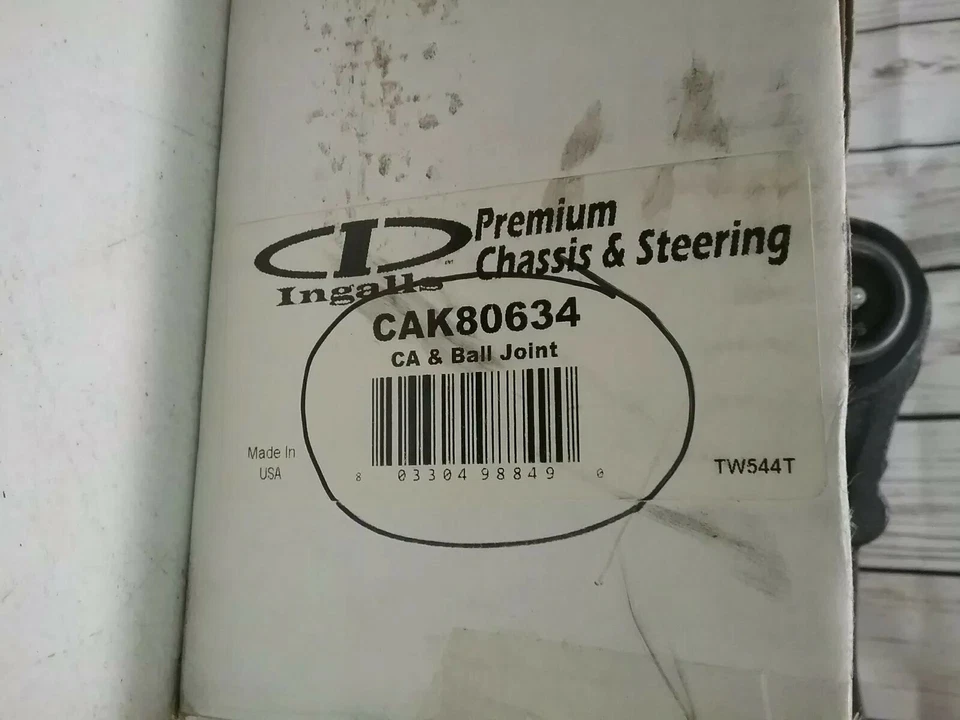 Premium
Chassis & Steering
Ingalls
CAK80634
CA & Ball Joint
Made In
USA
8 03304 98849 0
TW544T